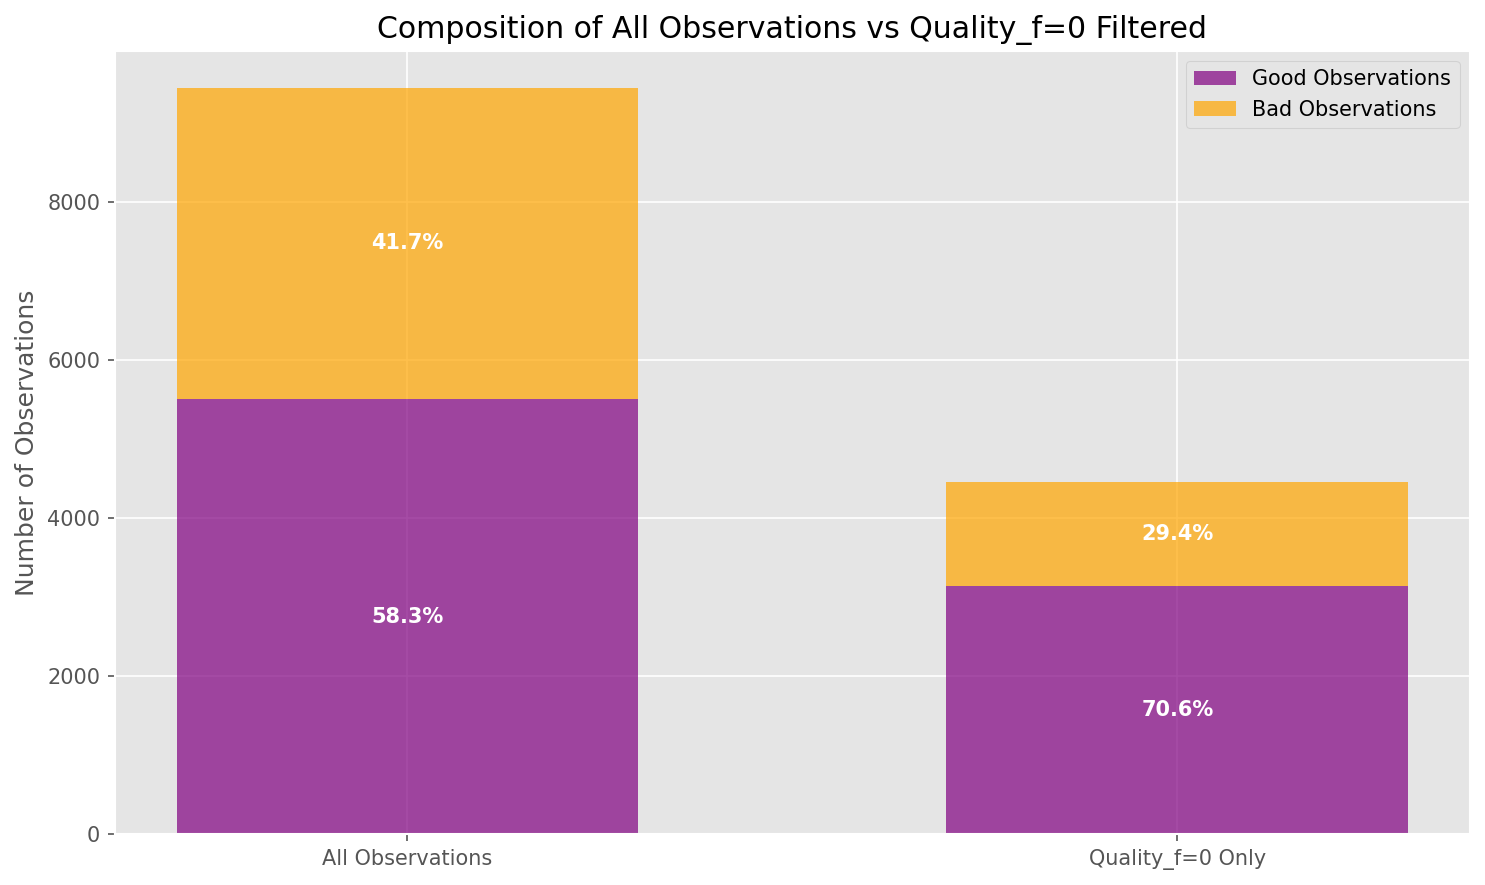 Composition of All Observations vs Quality_f=0 Filtered
Good Observations
Bad Observations
Number of Observations
8000
6000
4000
2000
0
41.7%
58.3%
29.4%
70.6%
All Observations
Quality_f=0 Only